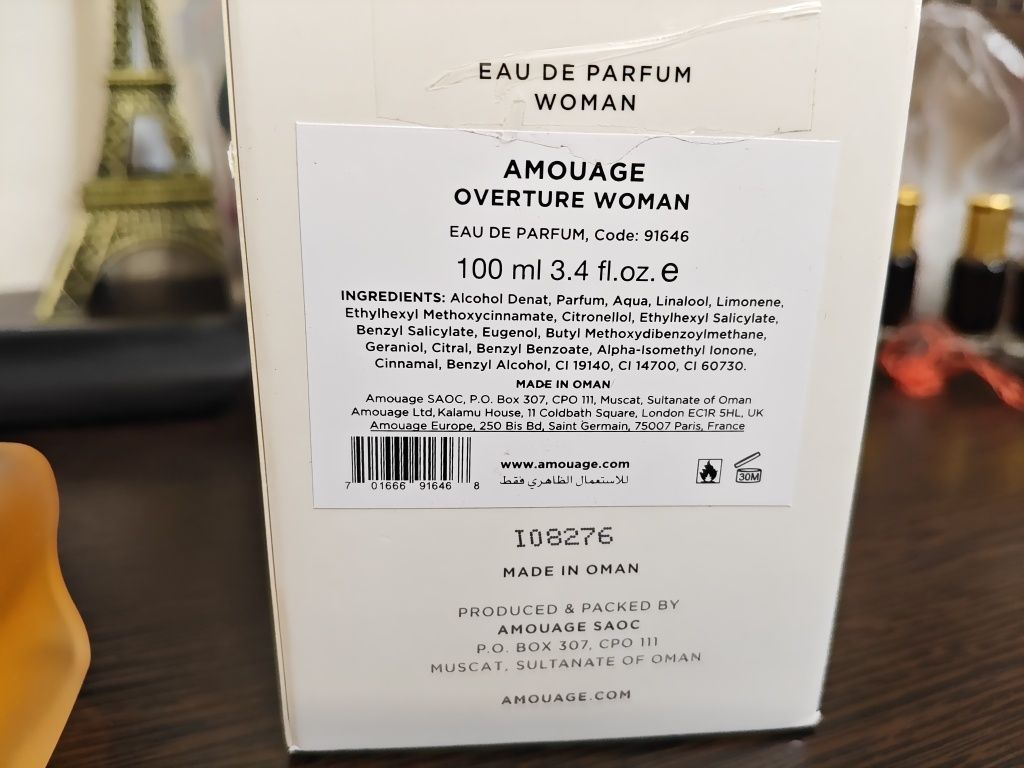 EAU DE PARFUM
WOMAN
AMOUAGE
OVERTURE WOMAN
EAU DE PARFUM, Code: 91646
100 ml 3.4 fl.oz. e
INGREDIENTS: Alcohol Denat, Parfum, Aqua, Linalool, Limonene,
Ethylhexyl Methoxycinnamate, Citronellol, Ethylhexyl Salicylate,
Benzyl Salicylate, Eugenol, Butyl Methoxydibenzoylmethane,
Geraniol, Citral, Benzyl Benzoate, Alpha-Isomethyl Ionone,
Cinnamal, Benzyl Alcohol, CI 19140, CI 14700, CI 60730.
MADE IN OMAN
Amouage SAOC, P.O. Box 307, CPO 111, Muscat, Sultanate of Oman
Amouage Ltd, Kalamu House, 11 Coldbath Square, London EC1R 5HL, UK
Amouage Europe, 250 Bis Bd, Saint Germain, 75007 Paris, France
www.amouage.com
للاستعمال الظاهري فقط
30M
7 01666 91646 8
I08276
MADE IN OMAN
PRODUCED & PACKED BY
AMOUAGE SAOC
P.O. BOX 307, CPO 111
MUSCAT, SULTANATE OF OMAN
AMOUAGE.COM